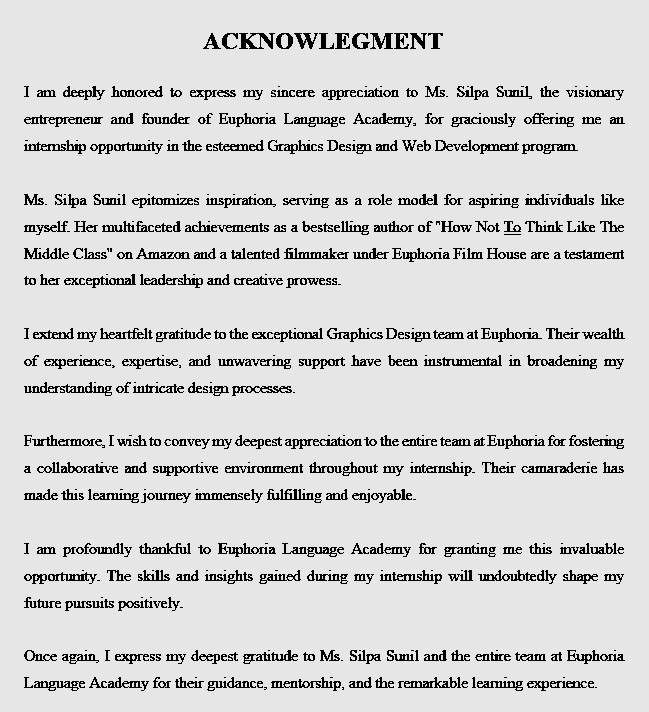 ACKNOWLEGMENT
I am deeply honored to express my sincere appreciation to Ms. Silpa Sunil, the visionary
entrepreneur and founder of Euphoria Language Academy, for graciously offering me an
internship opportunity in the esteemed Graphics Design and Web Development program.
Ms. Silpa Sunil epitomizes inspiration, serving as a role model for aspiring individuals like
myself. Her multifaceted achievements as a bestselling author of "How Not To Think Like The
Middle Class" on Amazon and a talented filmmaker under Euphoria Film House are a testament
to her exceptional leadership and creative prowess.
I extend my heartfelt gratitude to the exceptional Graphics Design team at Euphoria. Their wealth
of experience, expertise, and unwavering support have been instrumental in broadening my
understanding of intricate design processes.
Furthermore, I wish to convey my deepest appreciation to the entire team at Euphoria for fostering
a collaborative and supportive environment throughout my internship. Their camaraderie has
made this learning journey immensely fulfilling and enjoyable.
I am profoundly thankful to Euphoria Language Academy for granting me this invaluable
opportunity. The skills and insights gained during my internship will undoubtedly shape my
future pursuits positively.
Once again, I express my deepest gratitude to Ms. Silpa Sunil and the entire team at Euphoria
Language Academy for their guidance, mentorship, and the remarkable learning experience.